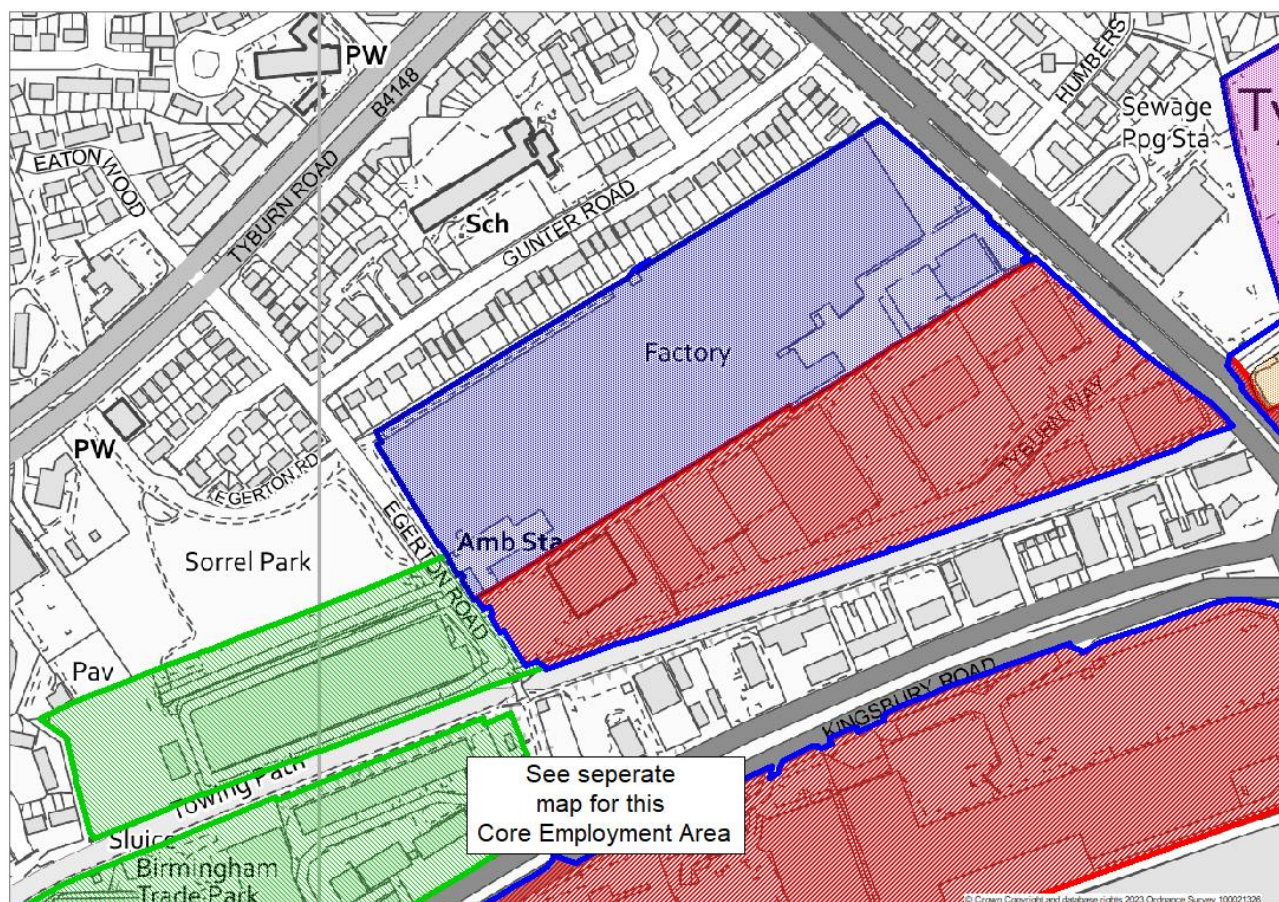 PW
HUMBERS
B4148
Sewage
Ppg Sta
EATON WOOD
TYBURN ROAD
Sch
GUNTER ROAD
Factory
TYBURN WAY
PW
EGERTON RD
Amb Sta
EGERTON ROAD
Sorrel Park
Pav
KINGSBURY ROAD
Towing Path
See seperate
map for this
Core Employment Area
Sluice
Birmingham
Trade Park
© Crown Copyright and database rights 2023 Ordnance Survey 100021326